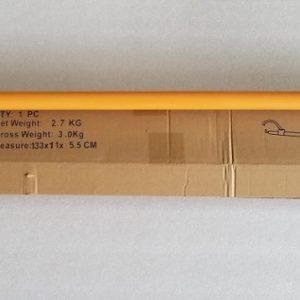 TY: 1 PC
et Weight: 2.7 KG
ross Weight: 3.0Kg
easure:133x11x 5.5 CM